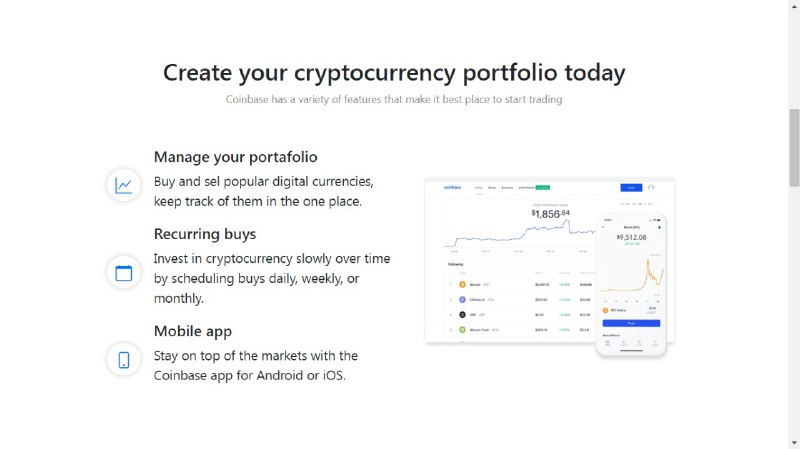 Create your cryptocurrency portfolio today
Coinbase has a variety of features that make it best place to start trading
Manage your portafolio
Buy and sel popular digital currencies,
keep track of them in the one place.
Recurring buys
Invest in cryptocurrency slowly over time
by scheduling buys daily, weekly, or
monthly.
Mobile app
Stay on top of the markets with the
Coinbase app for Android or iOS.
coinbase
$1,856.84
Following
Bitcoin
Ethereum
XRP
Bitcoin Cash
$9,512.08